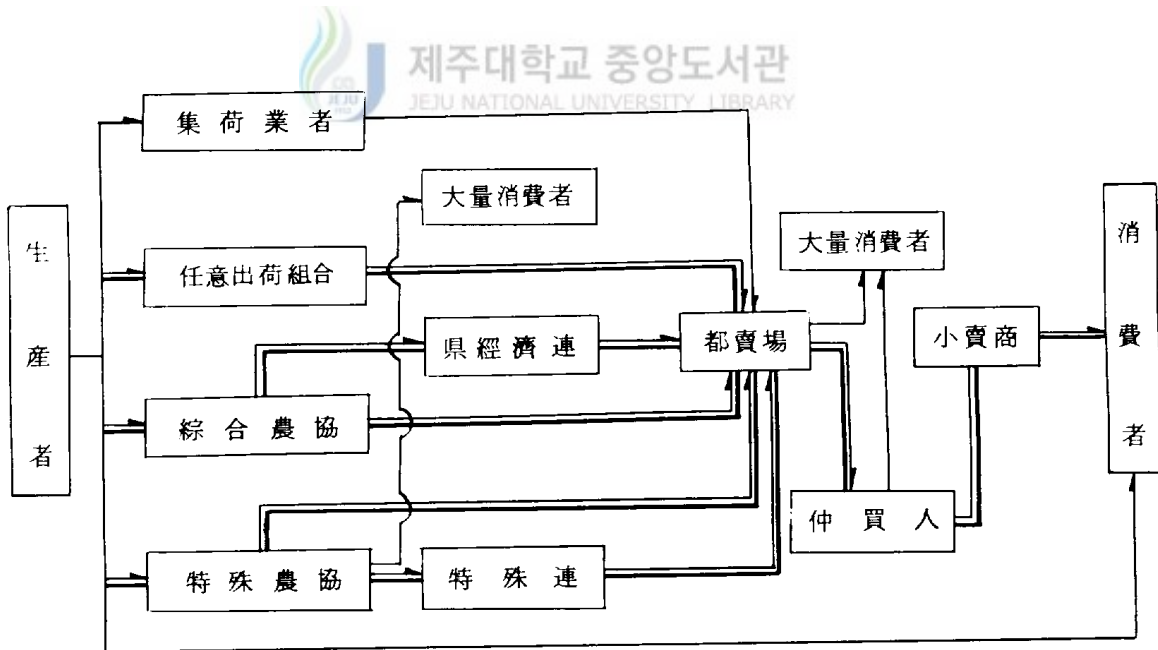 제주대학교 중앙도서관
JEJU NATIONAL UNIVERSITY LIBRARY
JEJU
集荷業者
大量消費者
生産者
任意出荷組合
県經濟連
綜合農協
特殊農協
特殊連
都賣場
大量消費者
仲買人
小賣商
消費者